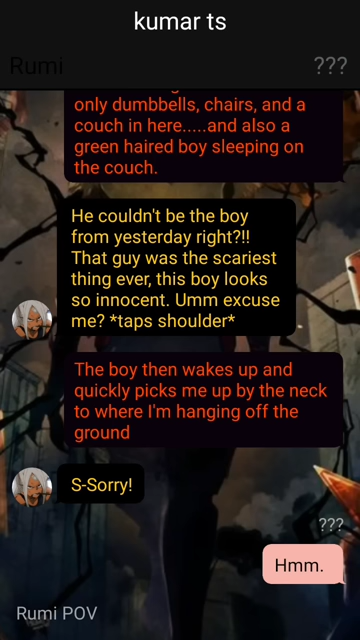 kumar ts
Rumi
???
only dumbbells, chairs, and a
couch in here.....and also a
green haired boy sleeping on
the couch.
He couldn't be the boy
from yesterday right?!!
That guy was the scariest
thing ever, this boy looks
so innocent. Umm excuse
me? *taps shoulder*
The boy then wakes up and
quickly picks me up by the neck
to where I'm hanging off the
ground
S-Sorry!
???
Hmm.
Rumi POV